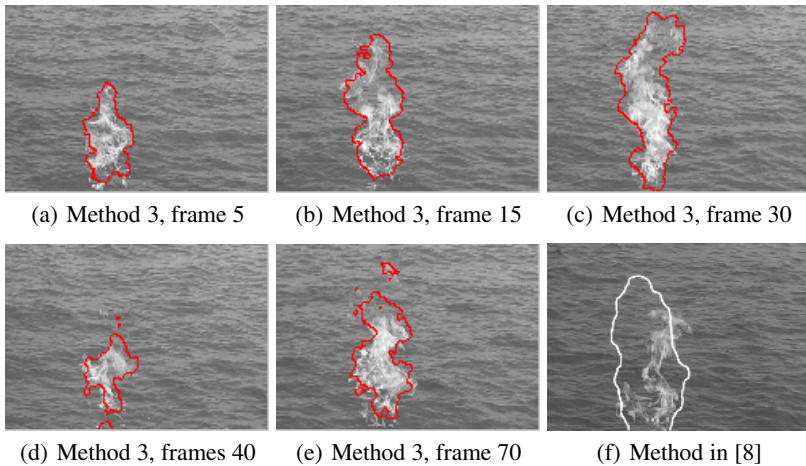 (a) Method 3, frame 5
(b) Method 3, frame 15
(c) Method 3, frame 30
(d) Method 3, frames 40
(e) Method 3, frame 70
(f) Method in [8]